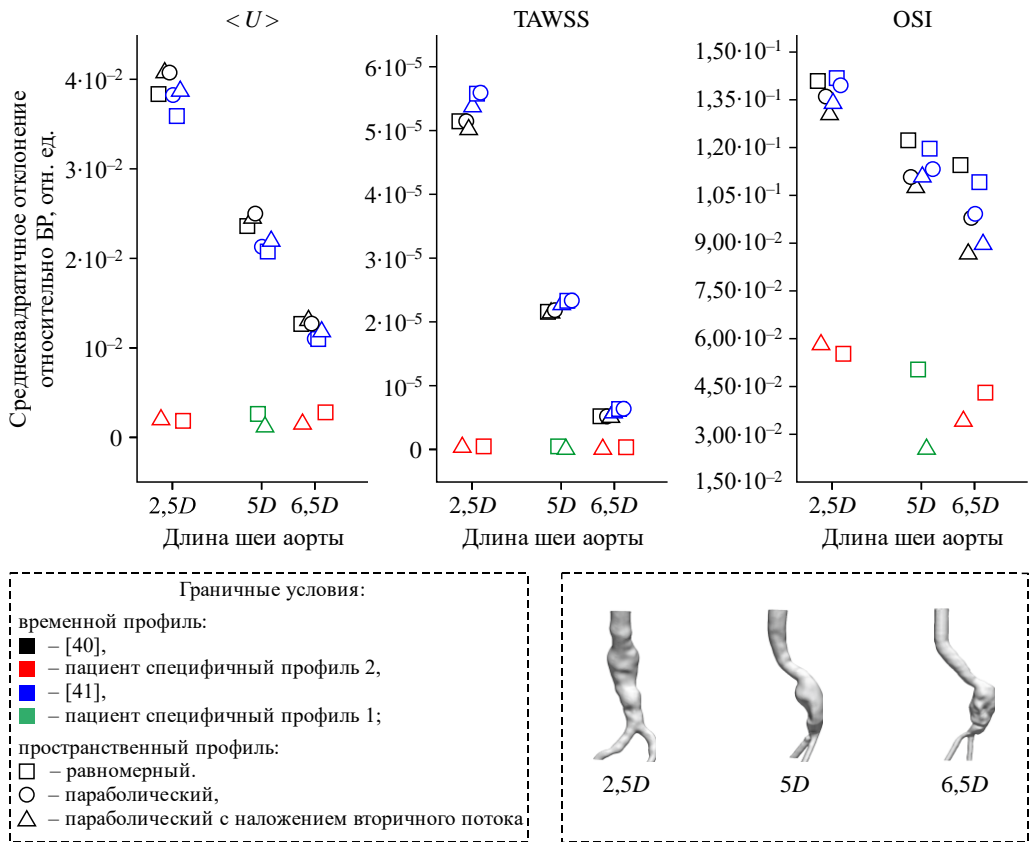 <U>
TAWSS
OSI
Среднеквадратичное отклонение
относительно БР, отн. ед.
4·10⁻²
3·10⁻²
2·10⁻²
10⁻²
0
2,5D
5D
6,5D
Длина шеи аорты
6·10⁻⁵
5·10⁻⁵
4·10⁻⁵
3·10⁻⁵
2·10⁻⁵
10⁻⁵
0
2,5D
5D
6,5D
Длина шеи аорты
1,50·10⁻¹
1,35·10⁻¹
1,20·10⁻¹
1,05·10⁻¹
9,00·10⁻²
7,50·10⁻²
6,00·10⁻²
4,50·10⁻²
3,00·10⁻²
1,50·10⁻²
2,5D
5D
6,5D
Длина шеи аорты
Граничные условия:
временной профиль:
– [40],
– пациент специфичный профиль 2,
– [41],
– пациент специфичный профиль 1;
пространственный профиль:
– равномерный.
– параболический,
– параболический с наложением вторичного потока
2,5D
5D
6,5D